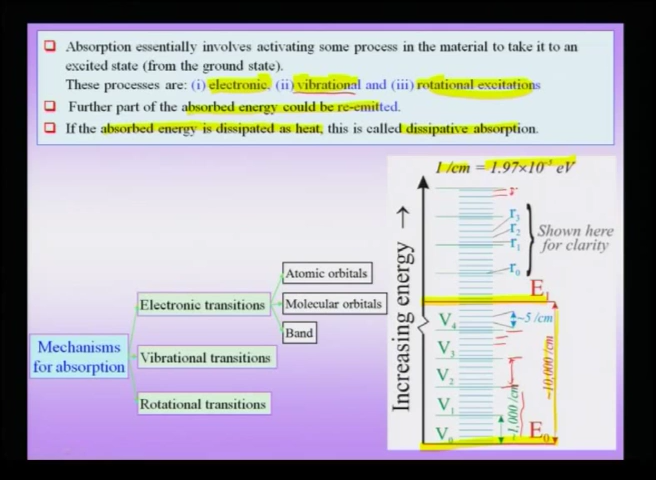 Absorption essentially involves activating some process in the material to take it to an
excited state (from the ground state).
These processes are: (i) electronic, (ii) vibrational and (iii) rotational excitations
Further part of the absorbed energy could be re-emitted.
If the absorbed energy is dissipated as heat, this is called dissipative absorption.
1 /cm = 1.97×10⁻⁵ eV
Increasing energy →
r₃
r₂
r₁
r₀
Shown here
for clarity
E₁
V₄
~5 /cm
V₃
V₂
V₁
V₀
~1,000 /cm
~10,000 /cm
E₀
Mechanisms
for absorption
Electronic transitions
Atomic orbitals
Molecular orbitals
Band
Vibrational transitions
Rotational transitions